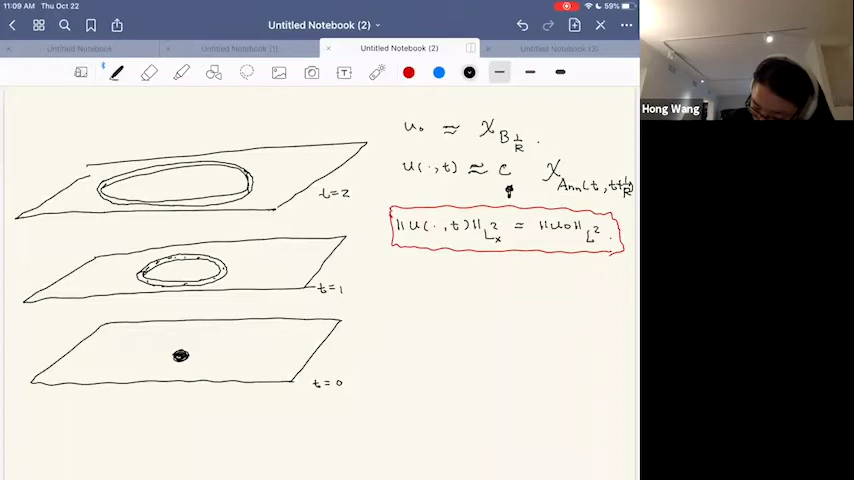 11:09 AM Thu Oct 22
59%
Untitled Notebook (2)
Untitled Notebook
Untitled Notebook (1)
Untitled Notebook (2)
Untitled Notebook (3)
Hong Wang
u₀ ≈ χ_{B_{1/R}}.
u(·,t) ≈ c χ_{Ann(t, t+1/R)}
||u(·,t)||_{L²ₓ} = ||u₀||_{L²}.
t=2
t=1
t=0